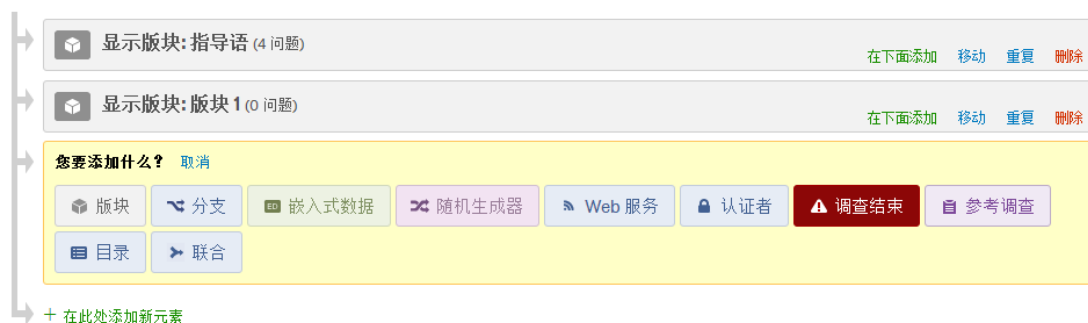 显示版块: 指导语 (4 问题)
在下面添加 移动 重复 删除
显示版块: 版块 1 (0 问题)
在下面添加 移动 重复 删除
您要添加什么? 取消
版块 分支 ED 嵌入式数据 随机生成器 Web 服务 认证者 调查结束 参考调查
目录 联合
+ 在此处添加新元素